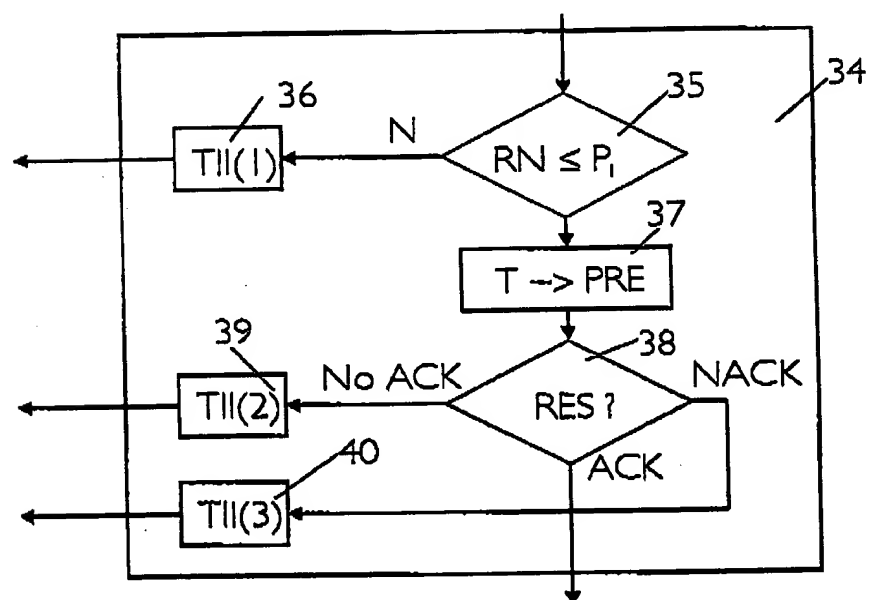 34
35
36
N
RN ≤ P₁
TII(1)
37
T --> PRE
38
39
No ACK
NACK
RES ?
TII(2)
ACK
40
TII(3)